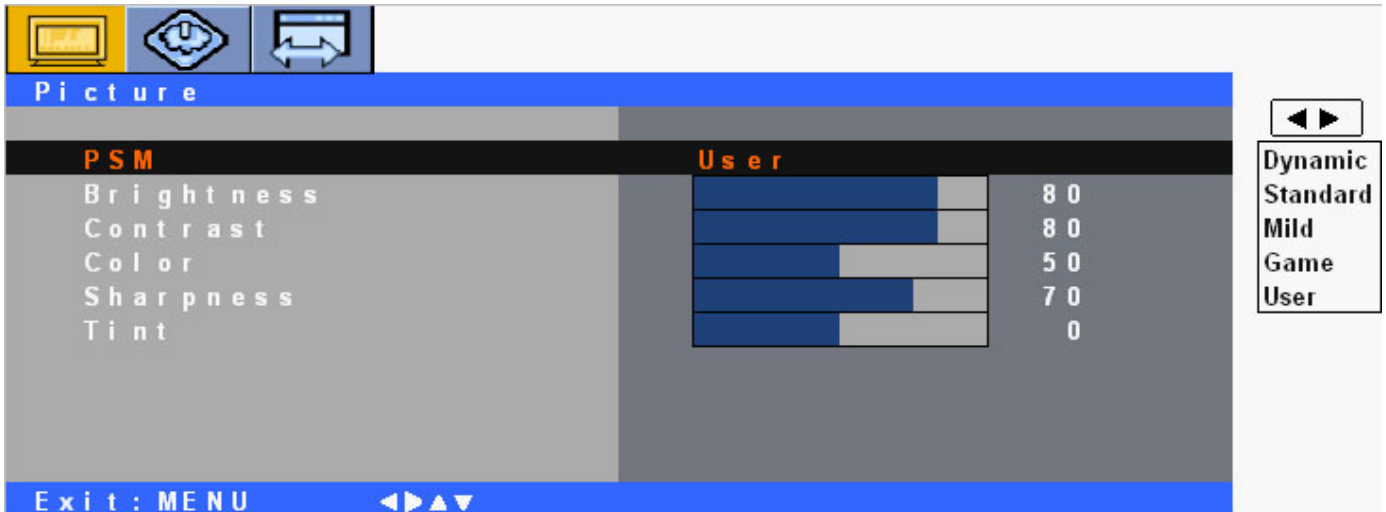 Picture
PSM User
Brightness 80
Contrast 80
Color 50
Sharpness 70
Tint 0
Exit: MENU ◀▶▲▼
◀ ▶
Dynamic
Standard
Mild
Game
User